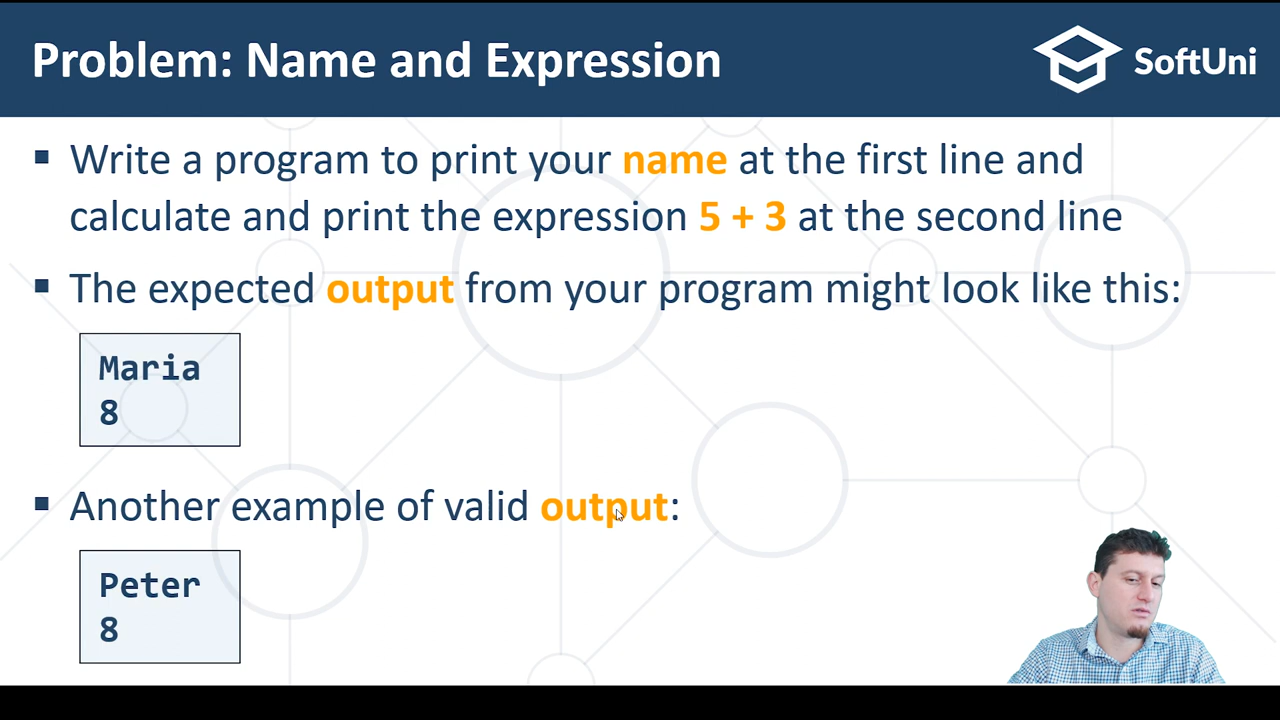 Problem: Name and Expression
SoftUni
▪ Write a program to print your name at the first line and
calculate and print the expression 5 + 3 at the second line
▪ The expected output from your program might look like this:
Maria
8
▪ Another example of valid output:
Peter
8